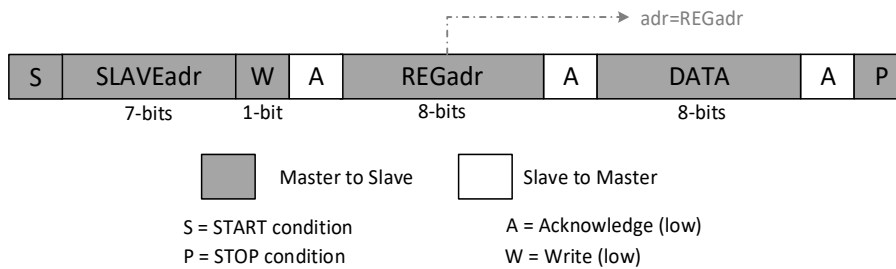 adr=REGadr
S SLAVEadr W A REGadr A DATA A P
7-bits 1-bit 8-bits 8-bits
Master to Slave Slave to Master
S = START condition A = Acknowledge (low)
P = STOP condition W = Write (low)